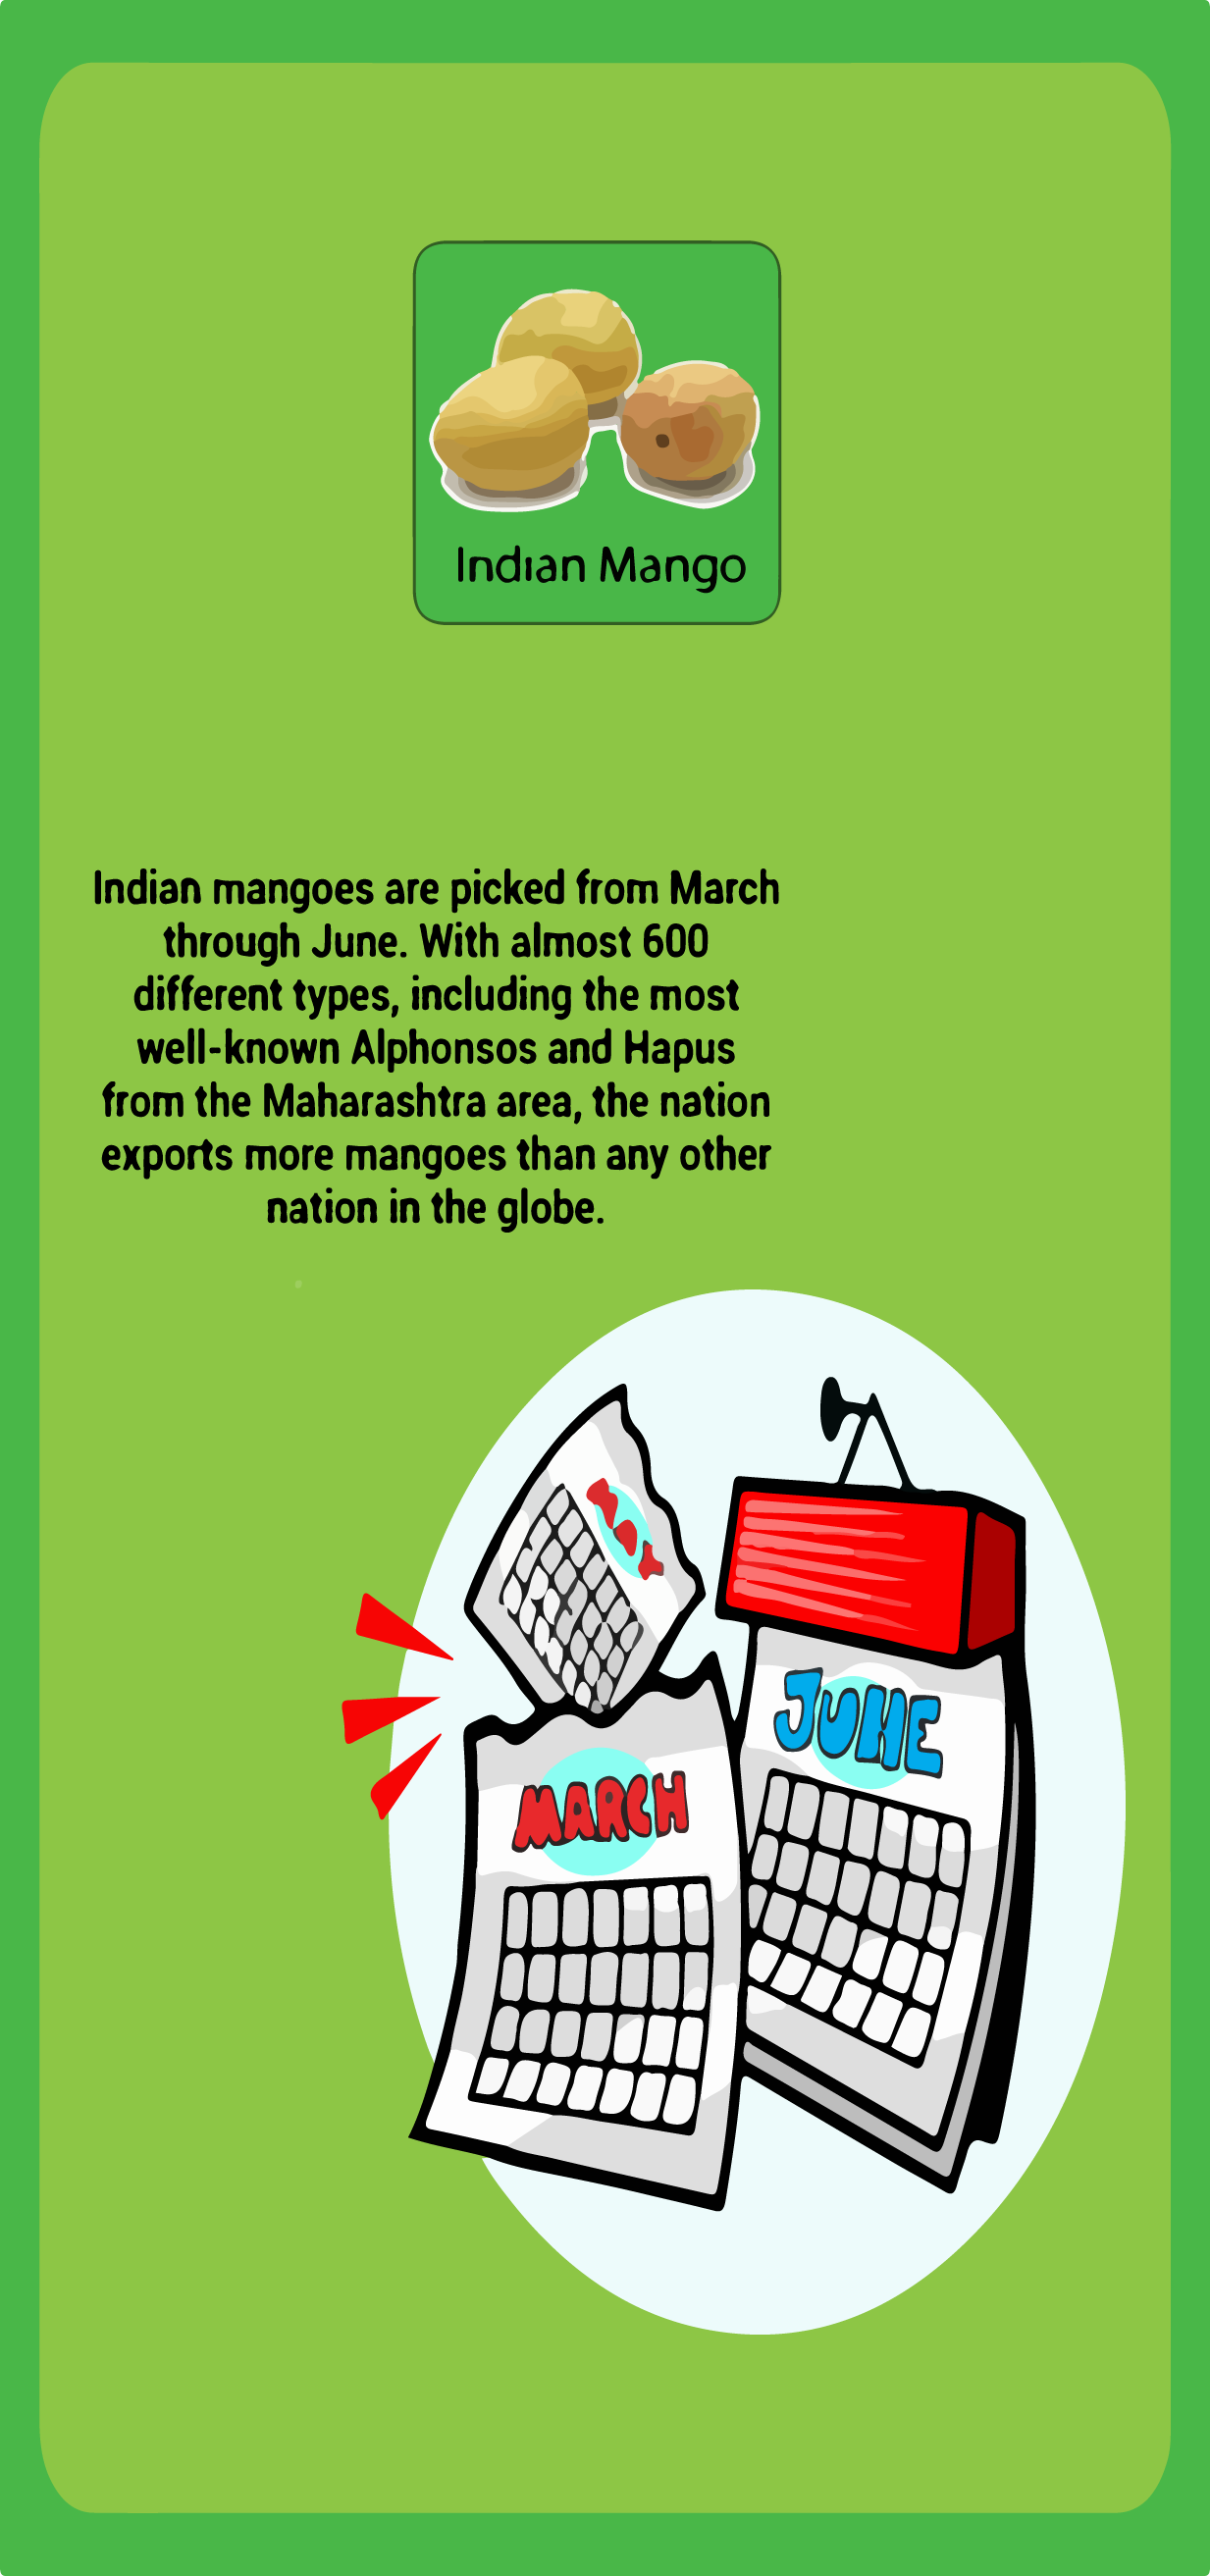 Indian Mango
Indian mangoes are picked from March
through June. With almost 600
different types, including the most
well-known Alphonsos and Hapus
from the Maharashtra area, the nation
exports more mangoes than any other
nation in the globe.
JUNE
MARCH